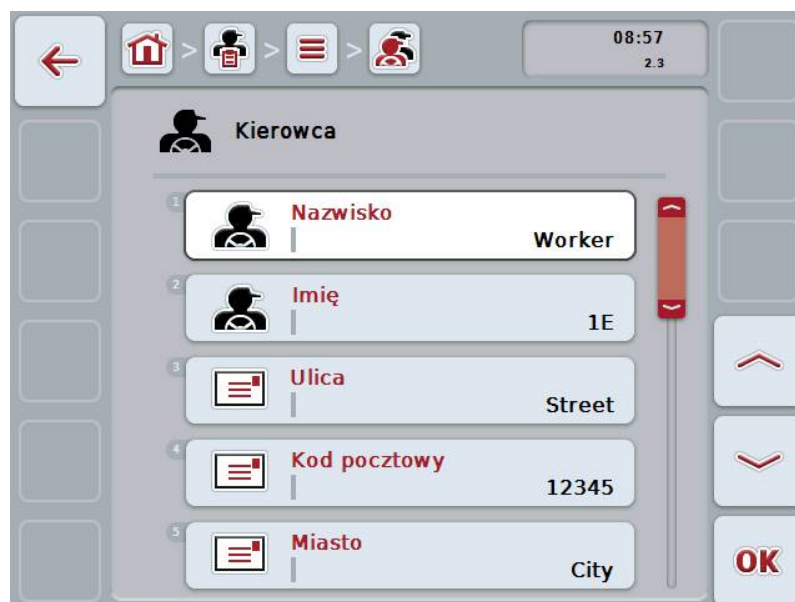 > > >
08:57
2.3
Kierowca
1
Nazwisko
Worker
2
Imię
1E
3
Ulica
Street
4
Kod pocztowy
12345
5
Miasto
City
OK